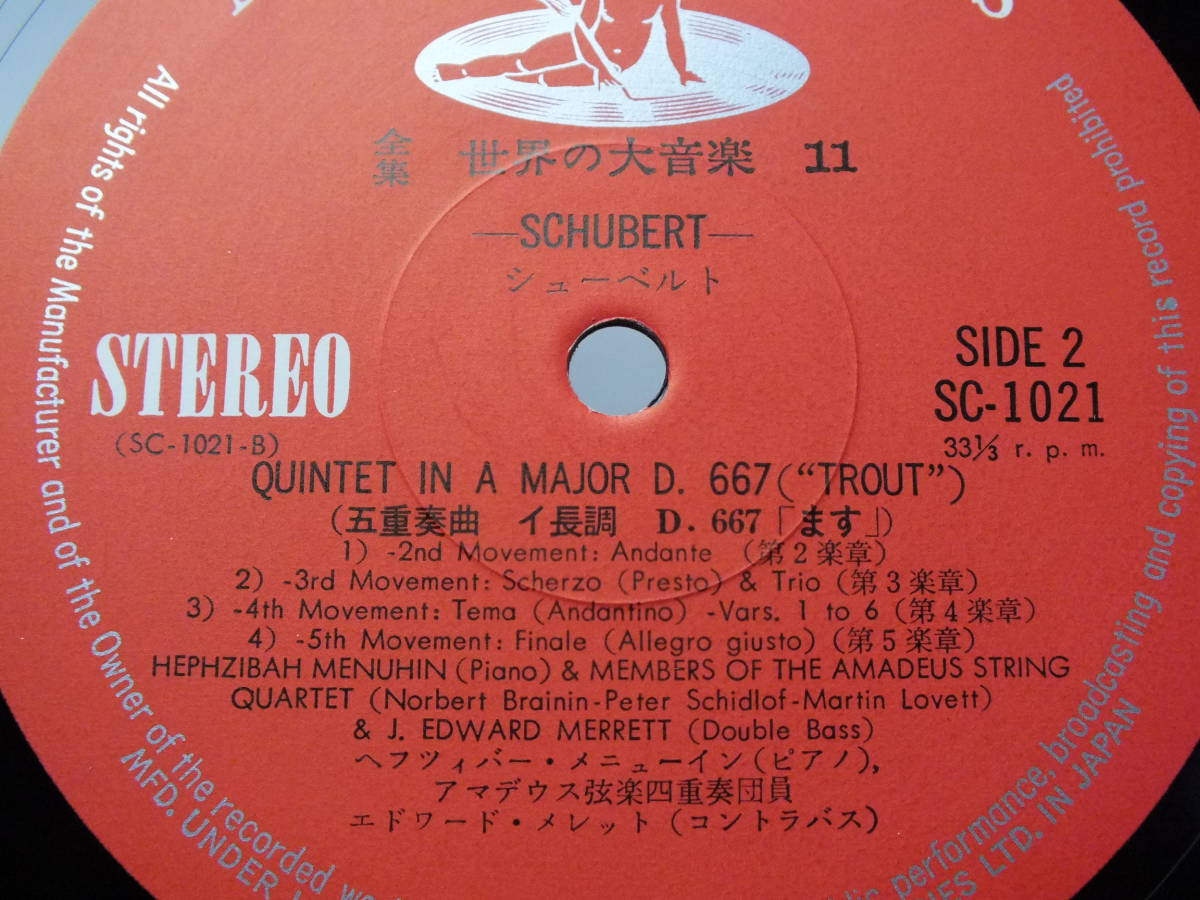 全集 世界の大音楽 11
—SCHUBERT—
シューベルト
STEREO
(SC-1021-B)
SIDE 2
SC-1021
33⅓ r. p. m.
QUINTET IN A MAJOR D. 667 (“TROUT”)
(五重奏曲 イ長調 D. 667「ます」)
1) -2nd Movement: Andante (第2楽章)
2) -3rd Movement: Scherzo (Presto) & Trio (第3楽章)
3) -4th Movement: Tema (Andantino) -Vars. 1 to 6 (第4楽章)
4) -5th Movement: Finale (Allegro giusto) (第5楽章)
HEPHZIBAH MENUHIN (Piano) & MEMBERS OF THE AMADEUS STRING
QUARTET (Norbert Brainin-Peter Schidlof-Martin Lovett)
& J. EDWARD MERRETT (Double Bass)
ヘフツィバー・メニューイン(ピアノ),
アマデウス弦楽四重奏団員
エドワード・メレット(コントラバス)
All rights of the Manufacturer and of the Owner of the recorded
performance, broadcasting and copying of this record prohibited
MFD. UNDER
LTD. IN JAPAN